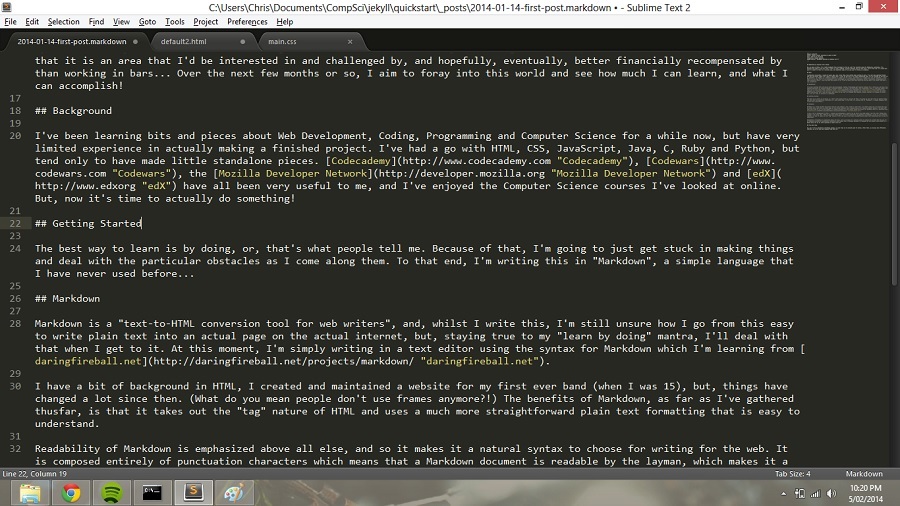 C:\Users\Chris\Documents\CompSci\jekyll\quickstart\_posts\2014-01-14-first-post.markdown • - Sublime Text 2
File Edit Selection Find View Goto Tools Project Preferences Help
2014-01-14-first-post.markdown default2.html main.css
that it is an area that I'd be interested in and challenged by, and hopefully, eventually, better financially recompensated by
than working in bars... Over the next few months or so, I aim to foray into this world and see how much I can learn, and what I
can accomplish!
17
18 ## Background
19
20 I've been learning bits and pieces about Web Development, Coding, Programming and Computer Science for a while now, but have very
limited experience in actually making a finished project. I've had a go with HTML, CSS, JavaScript, Java, C, Ruby and Python, but
tend only to have made little standalone pieces. [Codecademy](http://www.codecademy.com "Codecademy"), [Codewars](http://www.
codewars.com "Codewars"), the [Mozilla Developer Network](http://developer.mozilla.org "Mozilla Developer Network") and [edX](
http://www.edxorg "edX") have all been very useful to me, and I've enjoyed the Computer Science courses I've looked at online.
But, now it's time to actually do something!
21
22 ## Getting Started
23
24 The best way to learn is by doing, or, that's what people tell me. Because of that, I'm going to just get stuck in making things
and deal with the particular obstacles as I come along them. To that end, I'm writing this in "Markdown", a simple language that
I have never used before...
25
26 ## Markdown
27
28 Markdown is a "text-to-HTML conversion tool for web writers", and, whilst I write this, I'm still unsure how I go from this easy
to write plain text into an actual page on the actual internet, but, staying true to my "learn by doing" mantra, I'll deal with
that when I get to it. At this moment, I'm simply writing in a text editor using the syntax for Markdown which I'm learning from [
daringfireball.net](http://daringfireball.net/projects/markdown/ "daringfireball.net").
29
30 I have a bit of background in HTML, I created and maintained a website for my first ever band (when I was 15), but, things have
changed a lot since then. (What do you mean people don't use frames anymore?!) The benefits of Markdown, as far as I've gathered
thusfar, is that it takes out the "tag" nature of HTML and uses a much more straightforward plain text formatting that is easy to
understand.
31
32 Readability of Markdown is emphasized above all else, and so it makes it a natural syntax to choose for writing for the web. It
is composed entirely of punctuation characters which means that a Markdown document is readable by the layman, which makes it a
Line 22, Column 19 Tab Size: 4 Markdown
10:20 PM
5/02/2014